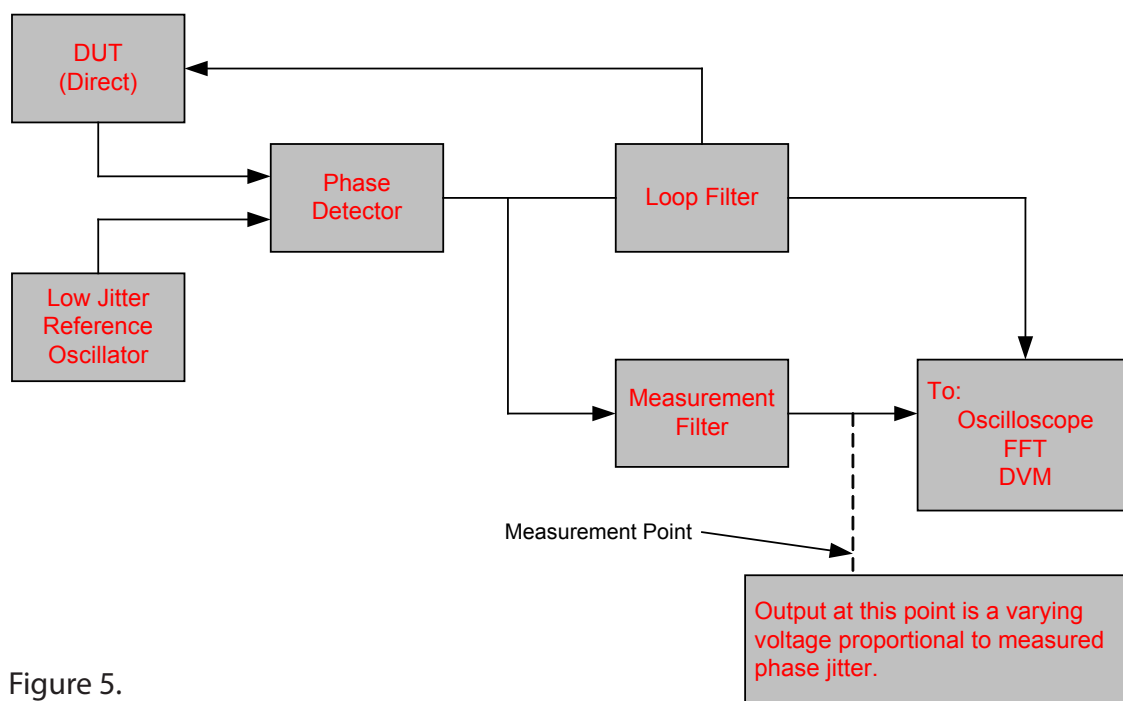 DUT
(Direct)
Phase
Detector
Loop Filter
Low Jitter
Reference
Oscillator
Measurement
Filter
To:
Oscilloscope
FFT
DVM
Measurement Point
Output at this point is a varying
voltage proportional to measured
phase jitter.
Figure 5.